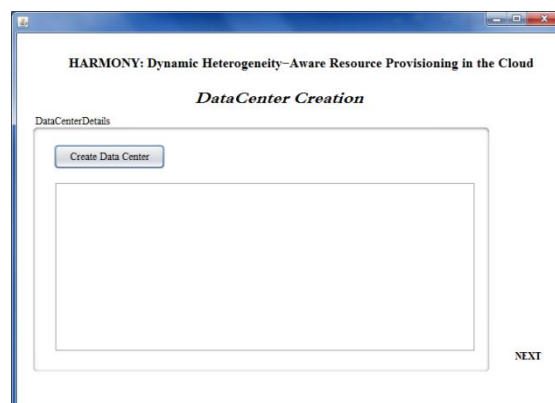 HARMONY: Dynamic Heterogeneity−Aware Resource Provisioning in the Cloud
DataCenter Creation
DataCenterDetails
Create Data Center
NEXT